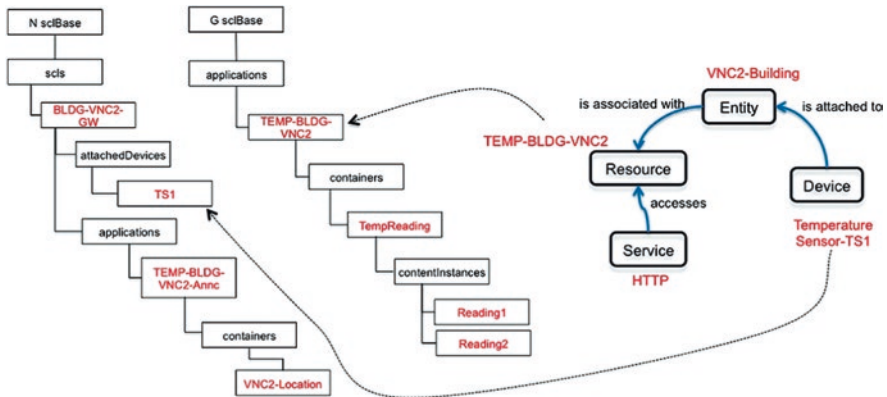 N sclBase
scls
BLDG-VNC2-
GW
attachedDevices
TS1
applications
TEMP-BLDG-
VNC2-Annc
containers
VNC2-Location
G sclBase
applications
TEMP-BLDG-
VNC2
containers
TempReading
contentInstances
Reading1
Reading2
VNC2-Building
is associated with
Entity
is attached to
TEMP-BLDG-VNC2
Resource
Device
accesses
Temperature
Sensor-TS1
Service
HTTP